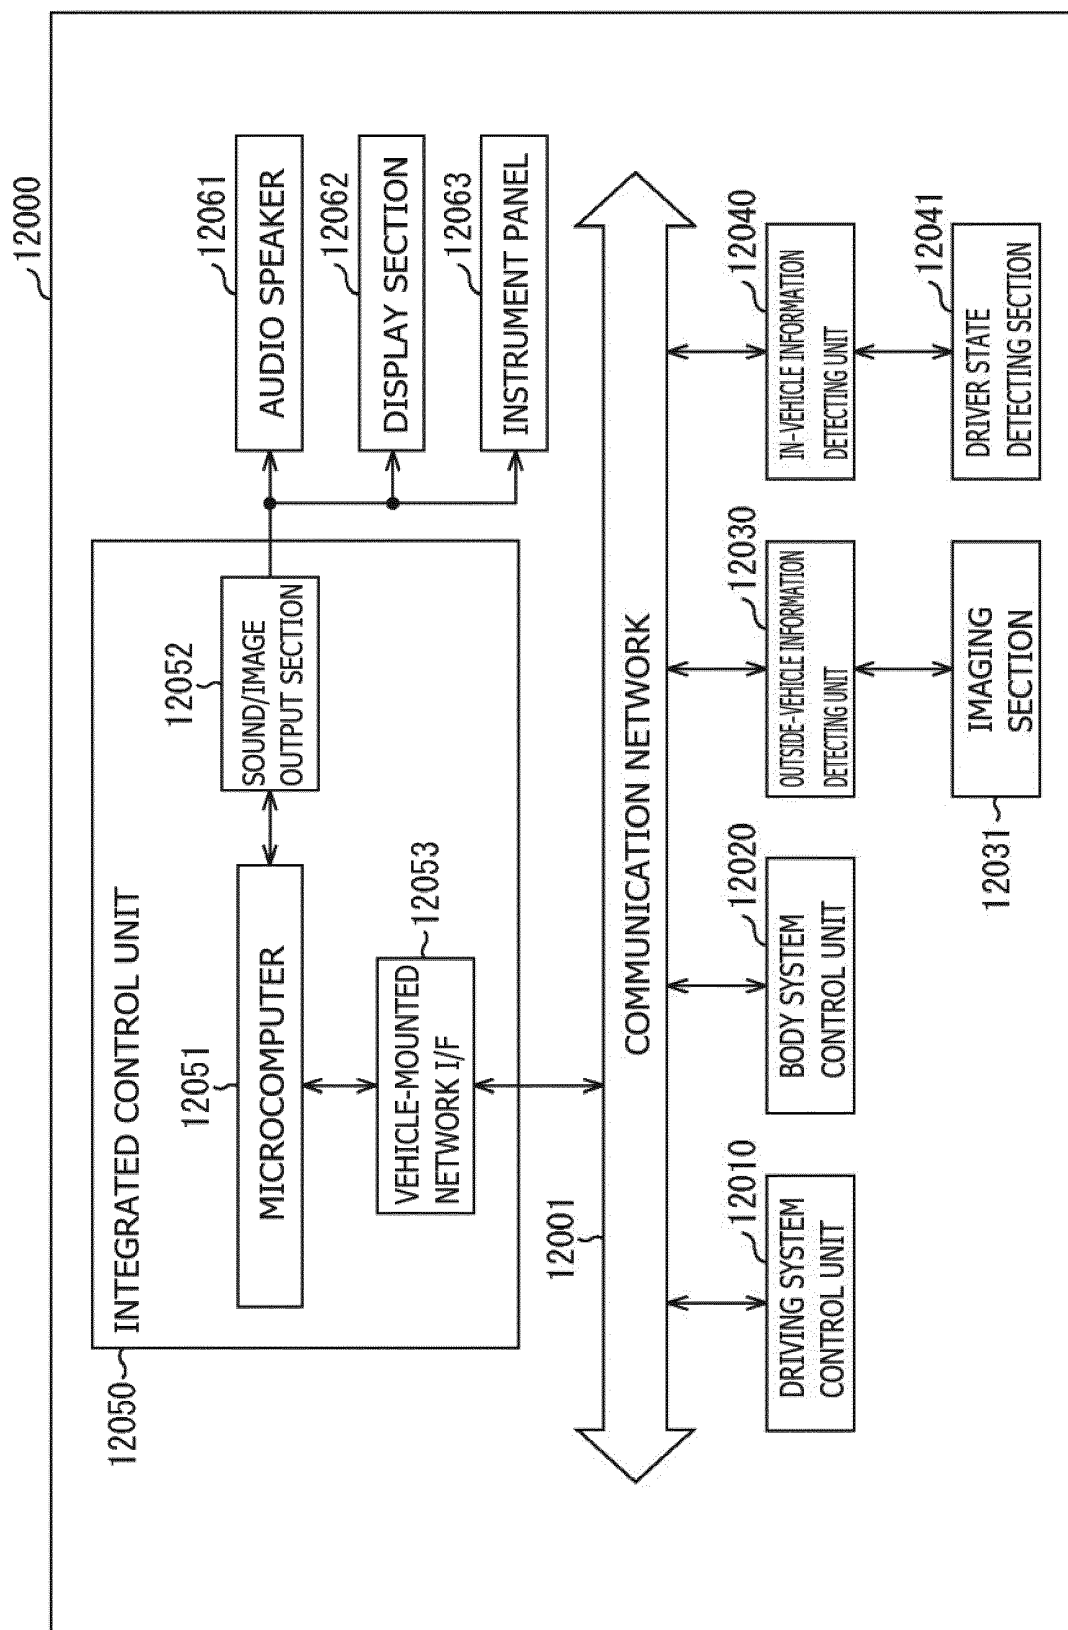 12000
12050
INTEGRATED CONTROL UNIT
12051
MICROCOMPUTER
12052
SOUND/IMAGE
OUTPUT SECTION
12053
VEHICLE-MOUNTED
NETWORK I/F
12061
AUDIO SPEAKER
12062
DISPLAY SECTION
12063
INSTRUMENT PANEL
12001
COMMUNICATION NETWORK
12010
DRIVING SYSTEM
CONTROL UNIT
12020
BODY SYSTEM
CONTROL UNIT
12030
OUTSIDE-VEHICLE INFORMATION
DETECTING UNIT
12040
IN-VEHICLE INFORMATION
DETECTING UNIT
12031
IMAGING
SECTION
12041
DRIVER STATE
DETECTING SECTION